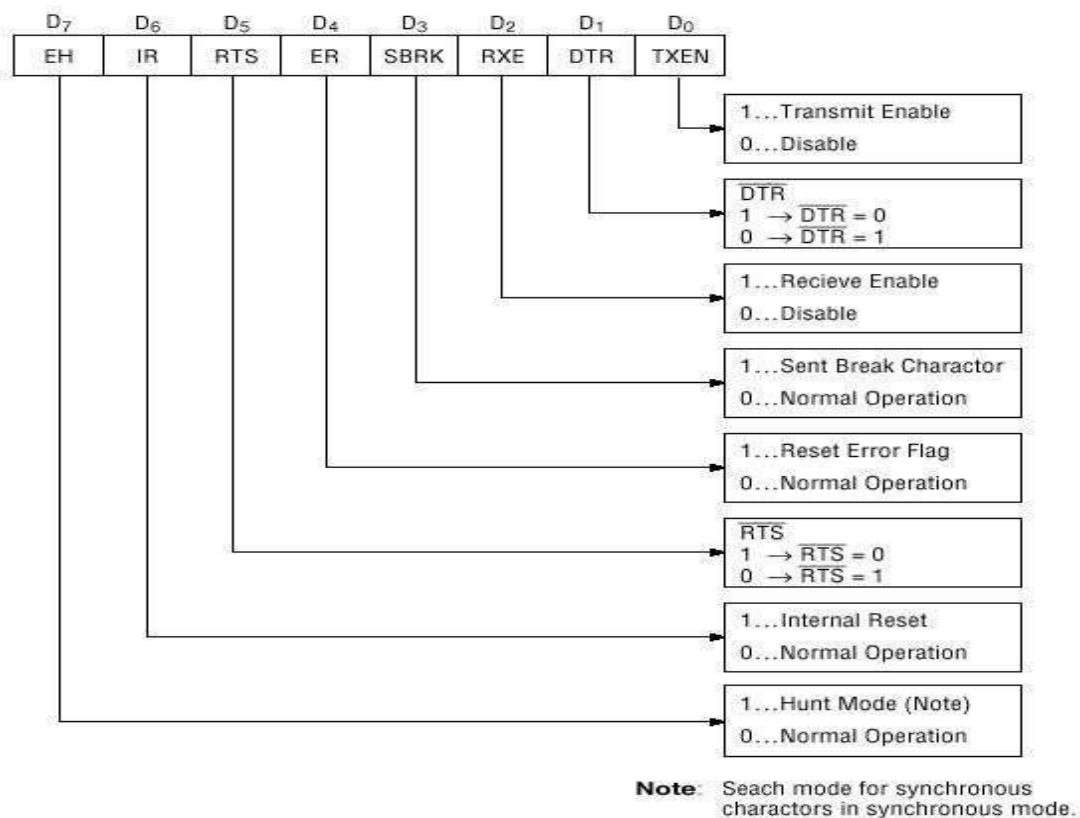 D7 D6 D5 D4 D3 D2 D1 D0
EH IR RTS ER SBRK RXE DTR TXEN
1...Transmit Enable
0...Disable
DTR
1 → DTR = 0
0 → DTR = 1
1...Recieve Enable
0...Disable
1...Sent Break Charactor
0...Normal Operation
1...Reset Error Flag
0...Normal Operation
RTS
1 → RTS = 0
0 → RTS = 1
1...Internal Reset
0...Normal Operation
1...Hunt Mode (Note)
0...Normal Operation
Note: Seach mode for synchronous
charactors in synchronous mode.